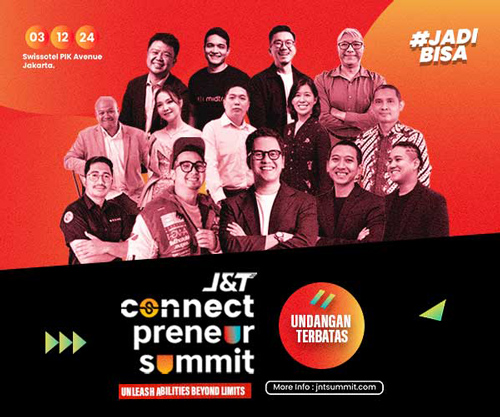 03 12 24
Swissotel PIK Avenue
Jakarta.
#JADI
BISA
J&T
connect
preneur
summit
UNLEASH ABILITIES BEYOND LIMITS
UNDANGAN
TERBATAS
More Info : jntsummit.com